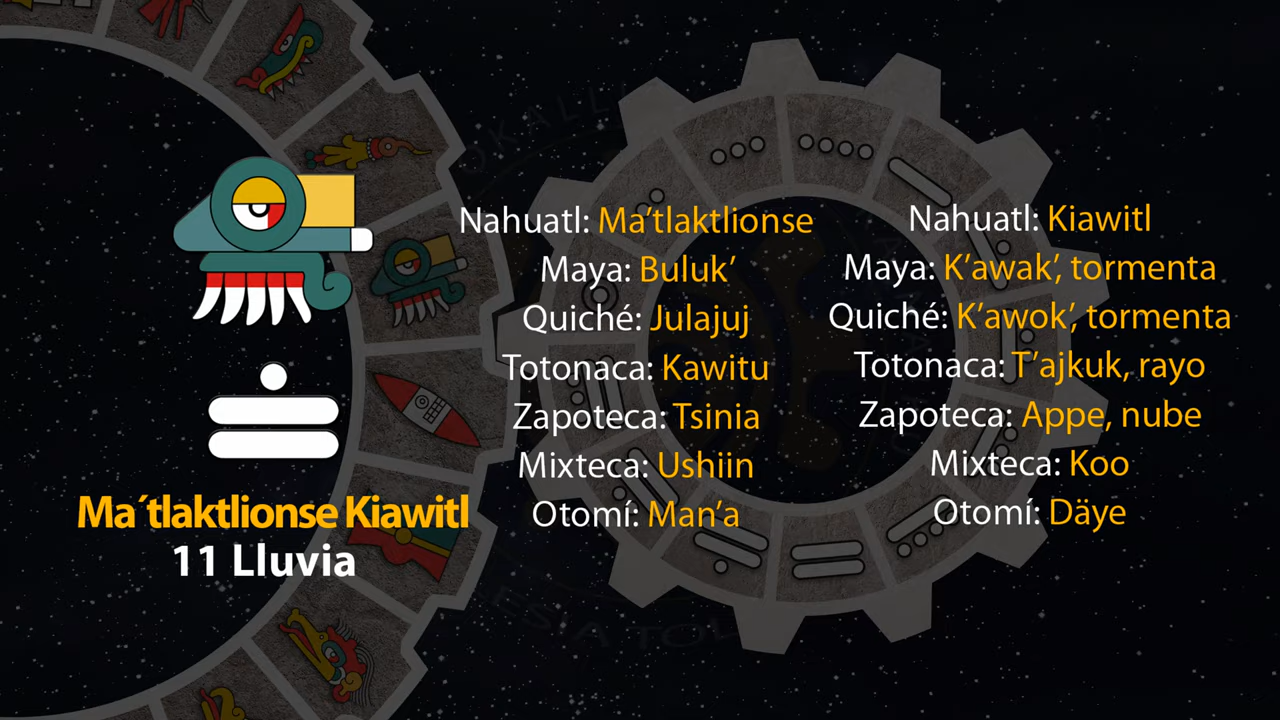 Nahuatl: Ma’tlaktlionse
Maya: Buluk’
Quiché: Julajuj
Totonaca: Kawitu
Zapoteca: Tsinia
Mixteca: Ushiin
Otomí: Man’a
Nahuatl: Kiawitl
Maya: K’awak’, tormenta
Quiché: K’awok’, tormenta
Totonaca: T’ajkuk, rayo
Zapoteca: Appe, nube
Mixteca: Koo
Otomí: Däye
Ma´tlaktlionse Kiawitl
11 Lluvia